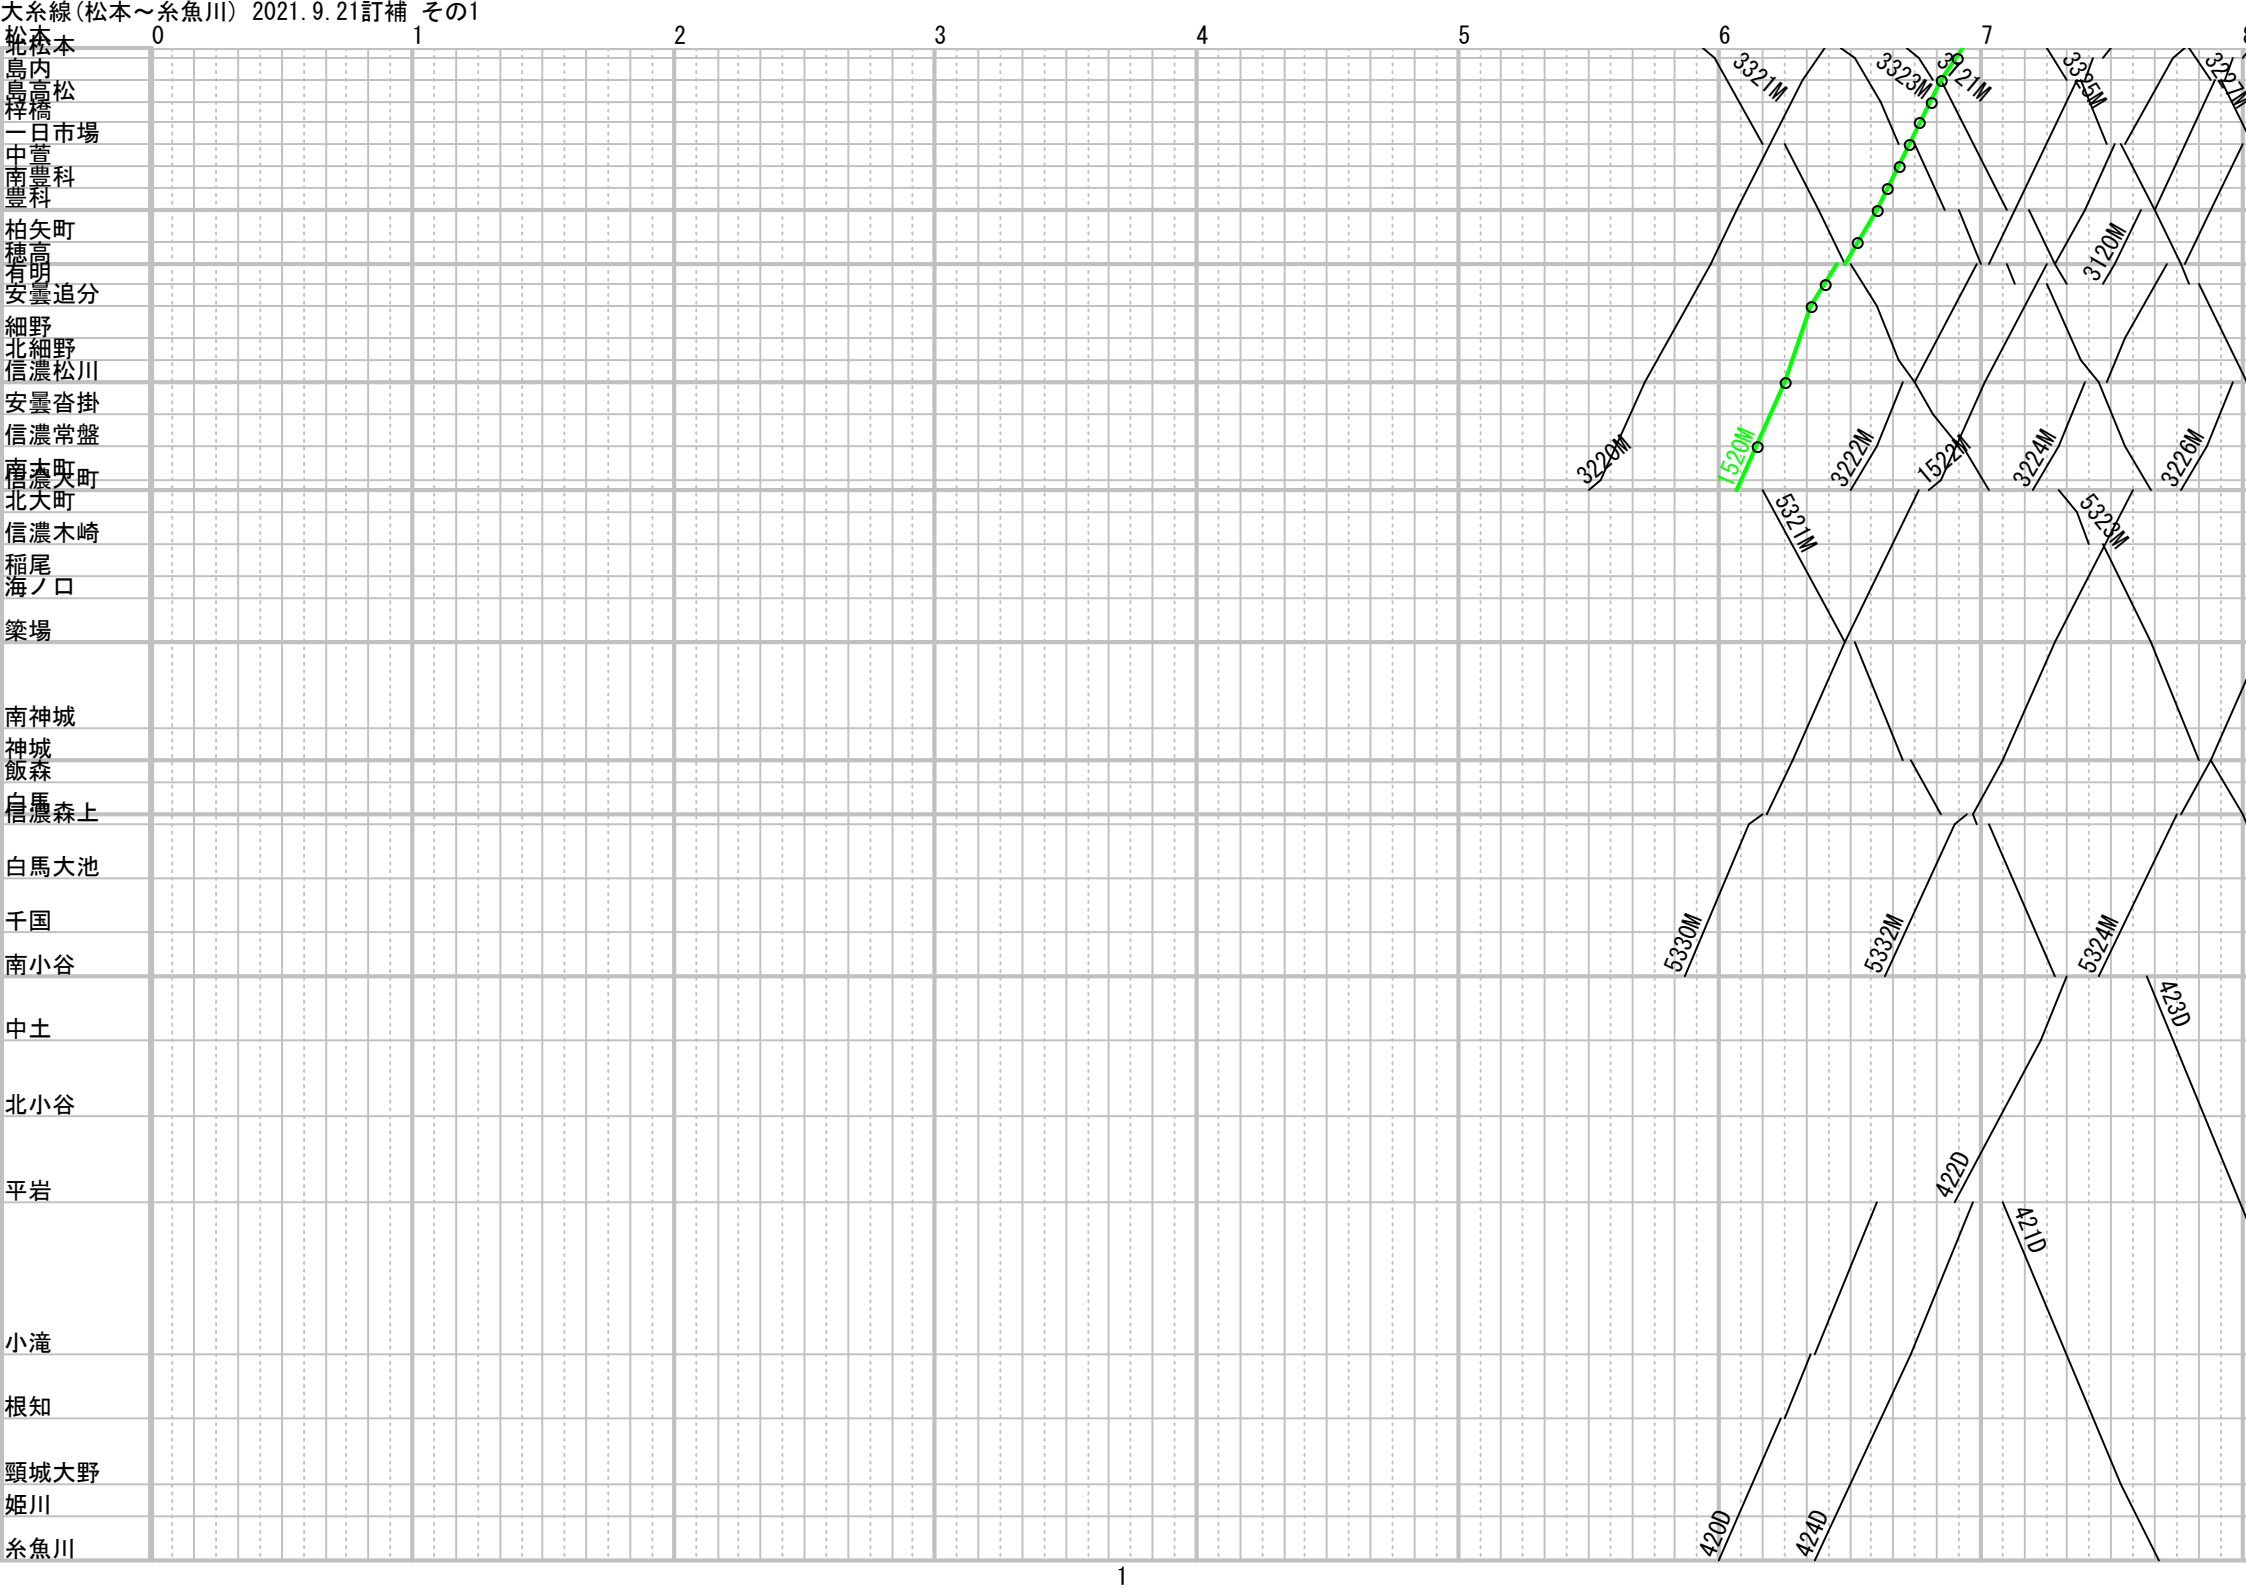 大糸線(松本～糸魚川) 2021.9.21訂補 その1
0 1 2 3 4 5 6 7 8
松本
北松本
島内
島高松
梓橋
一日市場
中萱
南豊科
豊科
柏矢町
穂高
有明
安曇追分
細野
北細野
信濃松川
安曇沓掛
信濃常盤
南大町
信濃大町
北大町
信濃木崎
稲尾
海ノ口
簗場
南神城
神城
飯森
白馬
信濃森上
白馬大池
千国
南小谷
中土
北小谷
平岩
小滝
根知
頸城大野
姫川
糸魚川
3321M
3323M
3121M
3325M
3227M
3120M
3220M
1520M
3222M
1522M
3224M
3226M
5321M
5323M
5330M
5332M
5324M
423D
422D
421D
420D
424D
1